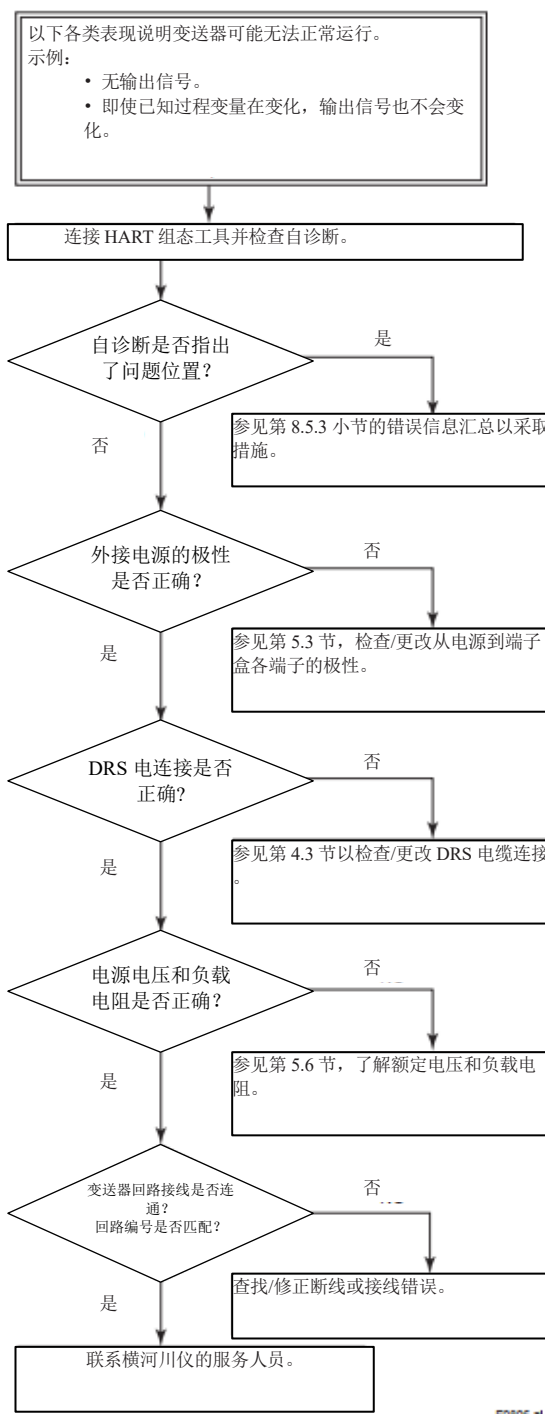 以下各类表现说明变送器可能无法正常运行。
示例：
• 无输出信号。
• 即使已知过程变量在变化，输出信号也不会变
化。
连接 HART 组态工具并检查自诊断。
自诊断是否指出
了问题位置？
是
否
参见第 8.5.3 小节的错误信息汇总以采取
措施。
外接电源的极性
是否正确？
否
是
参见第 5.3 节，检查/更改从电源到端子
盒各端子的极性。
DRS 电连接是否
正确?
否
是
参见第 4.3 节以检查/更改 DRS 电缆连接
。
电源电压和负载
电阻是否正确？
否
是
参见第 5.6 节，了解额定电压和负载电
阻。
变送器回路接线是否连
通？
回路编号是否匹配？
否
是
查找/修正断线或接线错误。
联系横河川仪的服务人员。